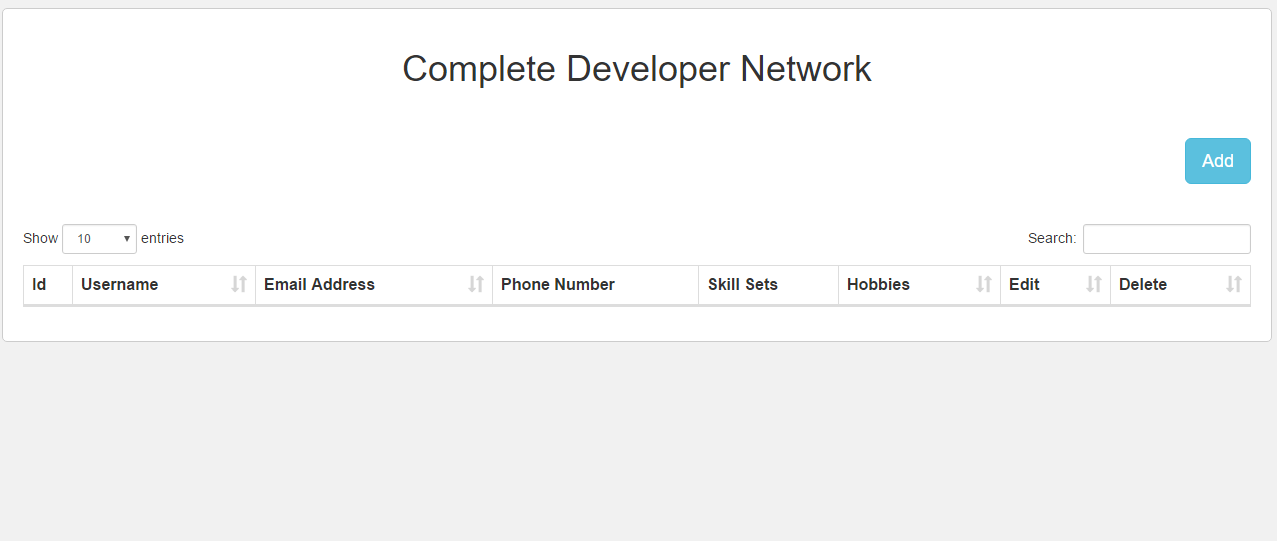 Complete Developer Network
Add
Show 10 entries Search:
Id Username Email Address Phone Number Skill Sets Hobbies Edit Delete